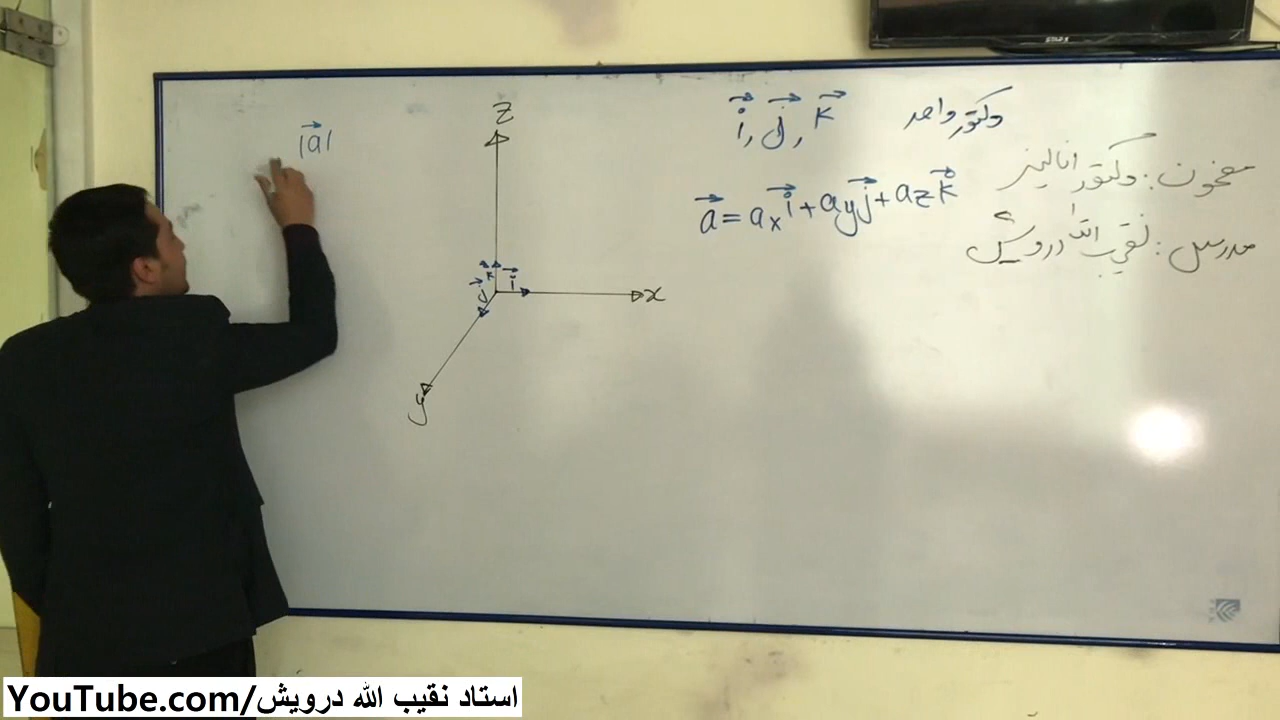 وکتور واحد
i⃗, j⃗, k⃗
مضمون: وکتور انالیز
a⃗ = aₓi⃗ + a_yj⃗ + a_zk⃗
مدرس: نقیب الله درویش
|a⃗|
z
k⃗
i⃗
j⃗
x
y
YouTube.com/استاد نقیب الله درویش